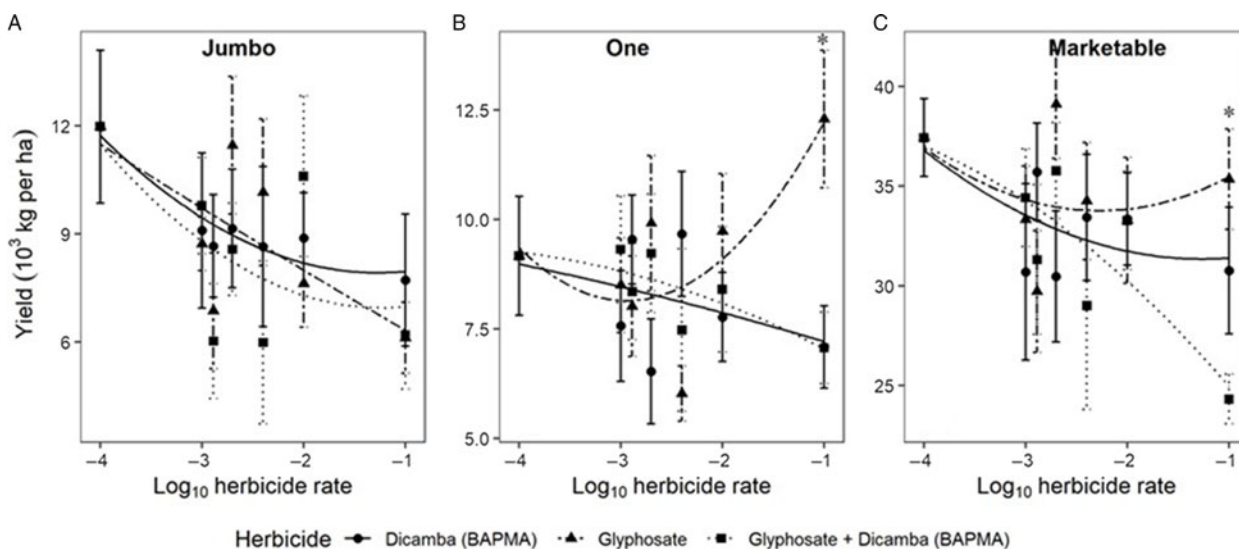 A
Jumbo
Yield (10³ kg per ha)
12
9
6
–4
–3
–2
–1
Log₁₀ herbicide rate
B
One
*
12.5
10.0
7.5
5.0
–4
–3
–2
–1
Log₁₀ herbicide rate
C
Marketable
*
40
35
30
25
–4
–3
–2
–1
Log₁₀ herbicide rate
Herbicide Dicamba (BAPMA) Glyphosate Glyphosate + Dicamba (BAPMA)